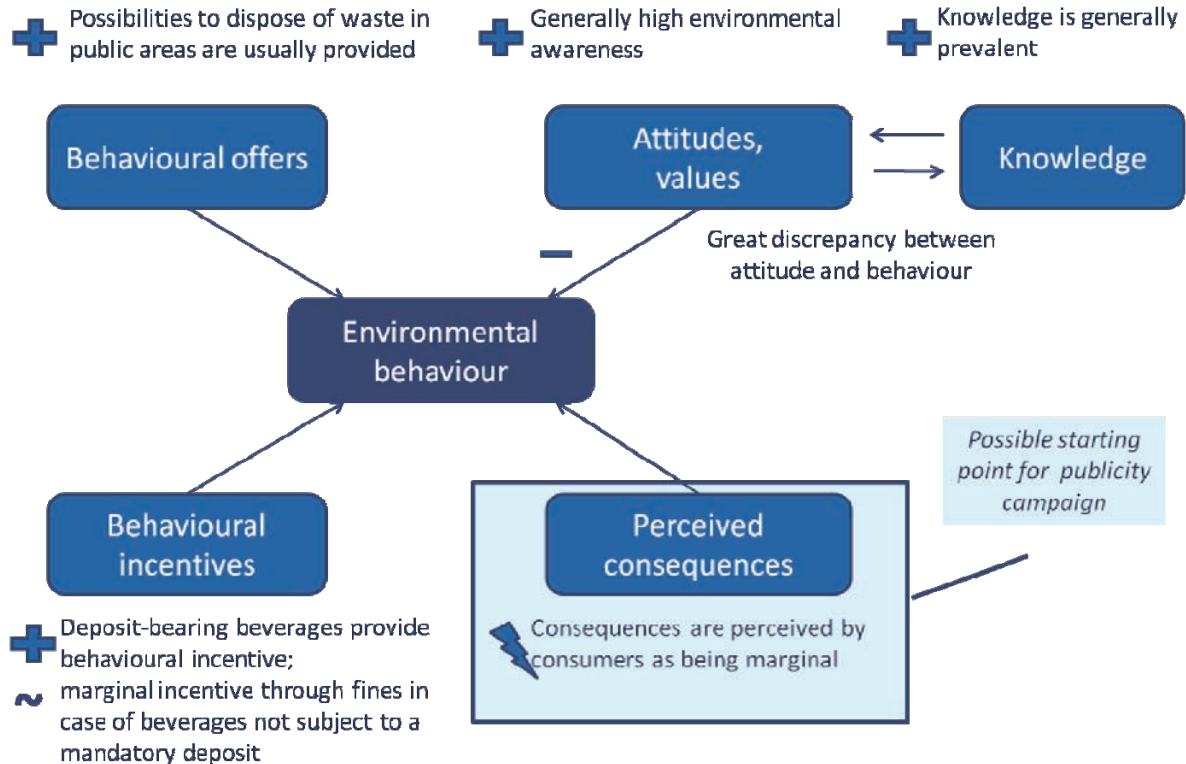 Possibilities to dispose of waste in
public areas are usually provided
Generally high environmental
awareness
Knowledge is generally
prevalent
Behavioural offers
Attitudes,
values
Knowledge
Great discrepancy between
attitude and behaviour
Environmental
behaviour
Possible starting
point for publicity
campaign
Behavioural
incentives
Perceived
consequences
Deposit-bearing beverages provide
behavioural incentive;
~ marginal incentive through fines in
case of beverages not subject to a
mandatory deposit
Consequences are perceived by
consumers as being marginal